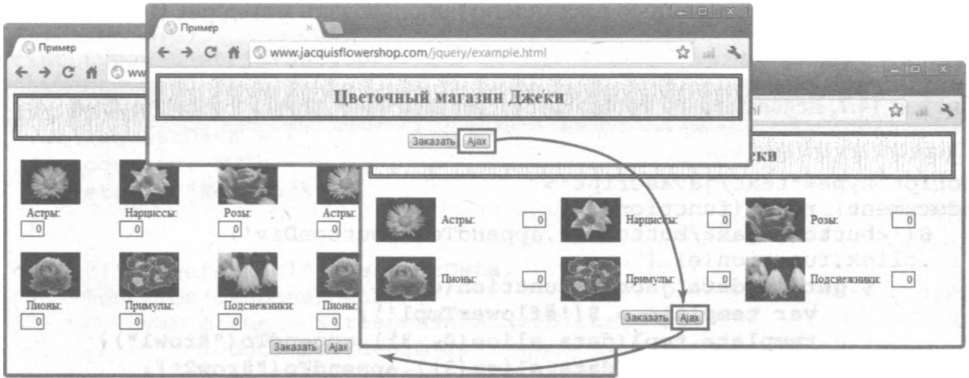 Пример
www.jacquisflowershop.com/jquery/example.html
Цветочный магазин Джеки
Заказать Ajax
Пример
ww
Астры: Нарциссы: Розы: Астры:
0 0 0 0
Пионы: Примулы: Подснежники: Пионы:
0 0 0 0
Заказать Ajax
ки
Астры: 0 Нарциссы: 0 Розы: 0
Пионы: 0 Примулы: 0 Подснежники: 0
Заказать Ajax